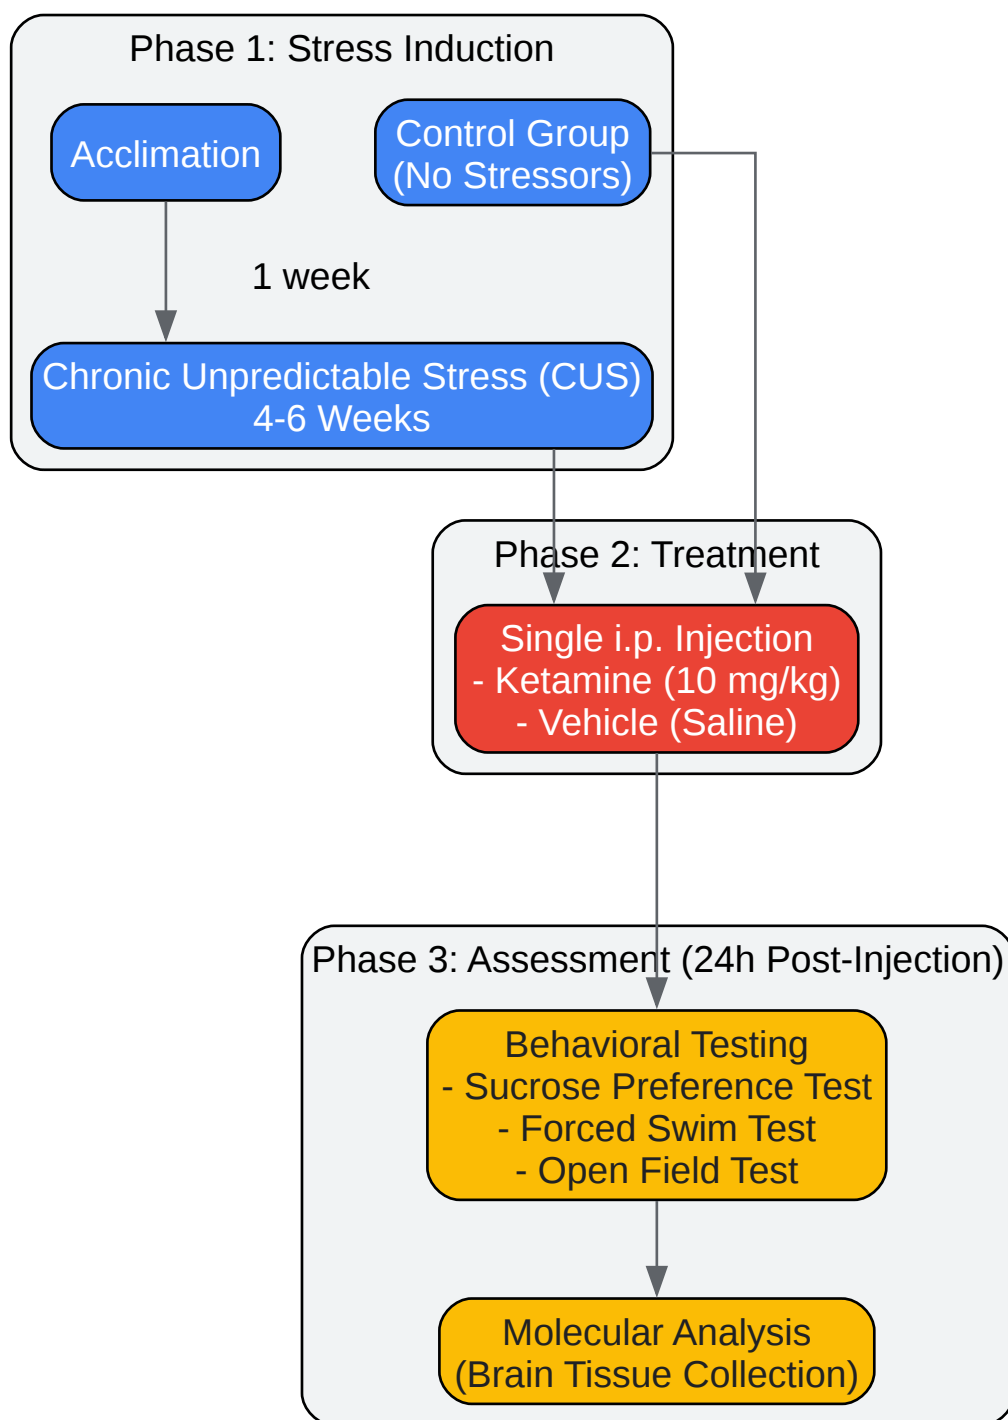 Phase 1: Stress Induction
Acclimation
Control Group
(No Stressors)
1 week
Chronic Unpredictable Stress (CUS)
4-6 Weeks
Phase 2: Treatment
Single i.p. Injection
- Ketamine (10 mg/kg)
- Vehicle (Saline)
Phase 3: Assessment (24h Post-Injection)
Behavioral Testing
- Sucrose Preference Test
- Forced Swim Test
- Open Field Test
Molecular Analysis
(Brain Tissue Collection)